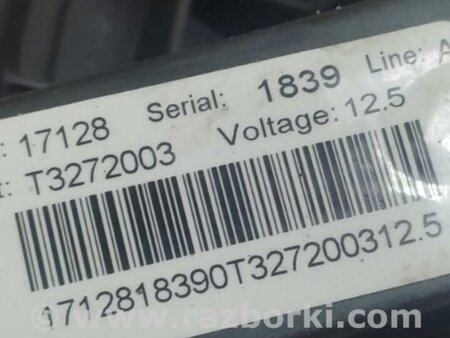 : 17128 Serial: 1839 Line: A
t: T3272003 Voltage: 12.5
1712818390T327200312.5
© www.razborki.com